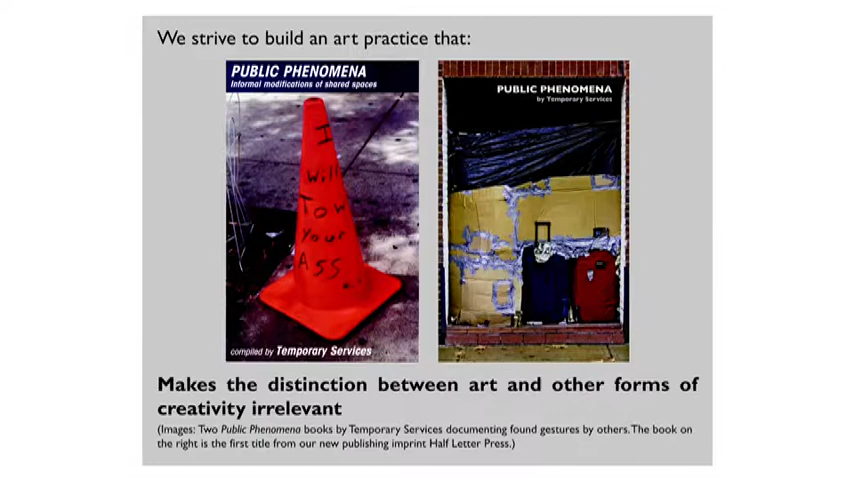 We strive to build an art practice that:
PUBLIC PHENOMENA
Informal modifications of shared spaces
I
Will
Tow
Your
ASS.
compiled by Temporary Services
PUBLIC PHENOMENA
by Temporary Services
Makes the distinction between art and other forms of
creativity irrelevant
(Images: Two Public Phenomena books by Temporary Services documenting found gestures by others. The book on
the right is the first title from our new publishing imprint Half Letter Press.)